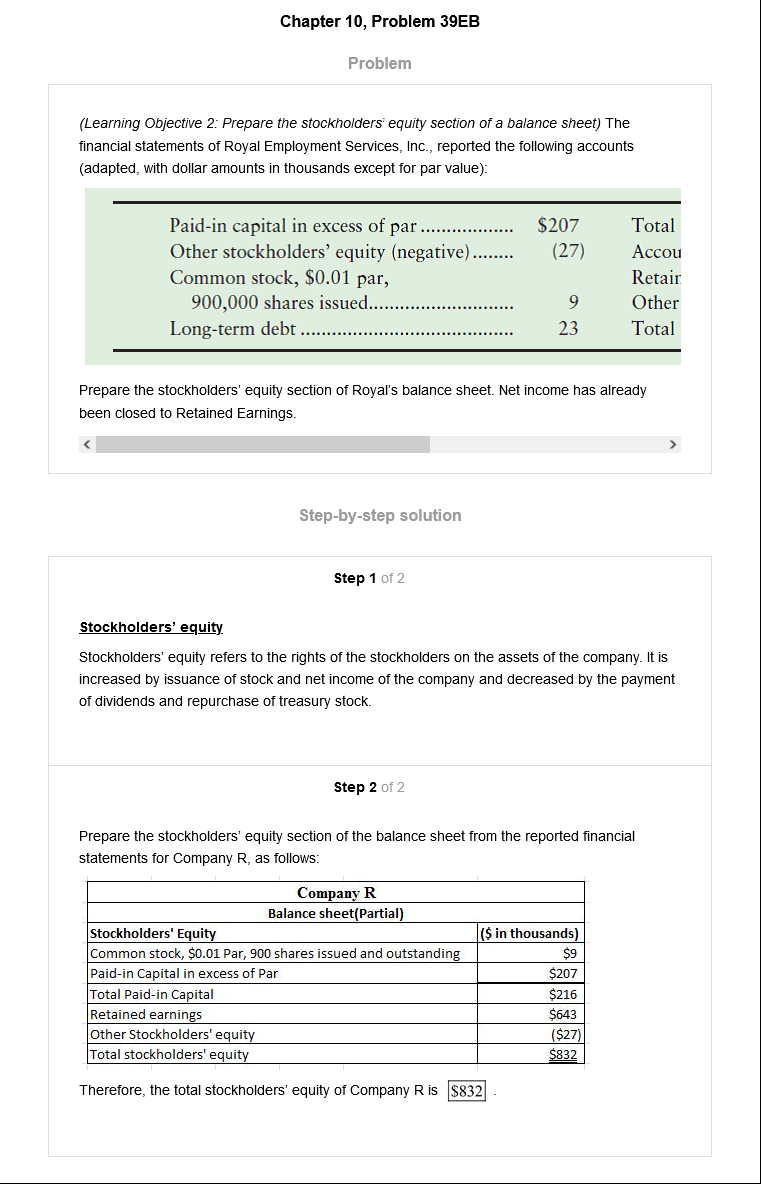 Chapter 10, Problem 39EB
Problem
(Learning Objective 2: Prepare the stockholders' equity section of a balance sheet) The
financial statements of Royal Employment Services, Inc., reported the following accounts
(adapted, with dollar amounts in thousands except for par value):
Paid-in capital in excess of par .................. $207 Total
Other stockholders' equity (negative)........ (27) Accou
Common stock, $0.01 par, Retain
900,000 shares issued............................ 9 Other
Long-term debt ......................................... 23 Total
Prepare the stockholders' equity section of Royal's balance sheet. Net income has already
been closed to Retained Earnings.
Step-by-step solution
Step 1 of 2
Stockholders' equity
Stockholders' equity refers to the rights of the stockholders on the assets of the company. It is
increased by issuance of stock and net income of the company and decreased by the payment
of dividends and repurchase of treasury stock.
Step 2 of 2
Prepare the stockholders' equity section of the balance sheet from the reported financial
statements for Company R, as follows:
Company R
Balance sheet(Partial)
Stockholders' Equity ($ in thousands)
Common stock, $0.01 Par, 900 shares issued and outstanding $9
Paid-in Capital in excess of Par $207
Total Paid-in Capital $216
Retained earnings $643
Other Stockholders' equity ($27)
Total stockholders' equity $832
Therefore, the total stockholders' equity of Company R is $832 .